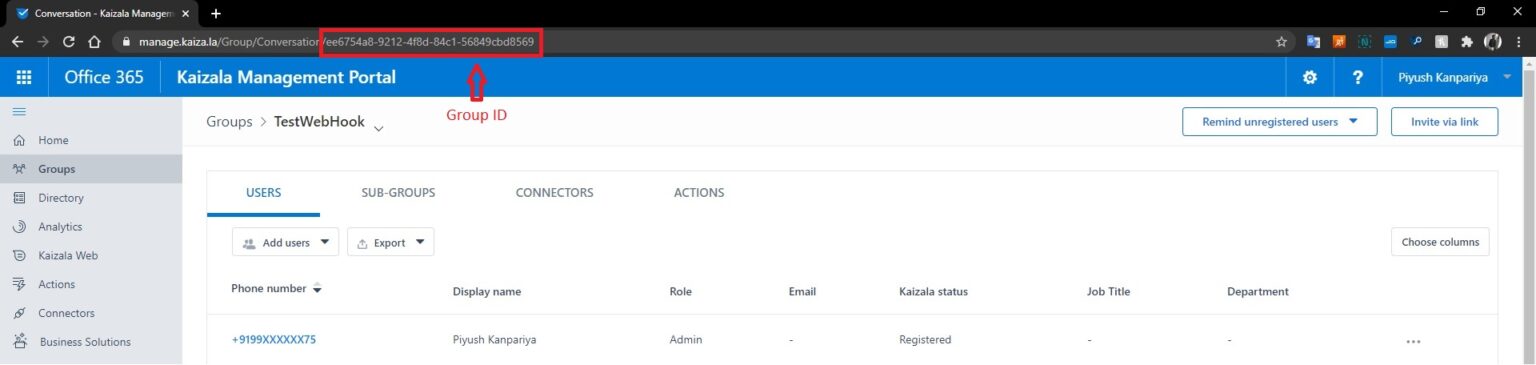 Conversation - Kaizala Managem
manage.kaiza.la/Group/Conversation/ee6754a8-9212-4f8d-84c1-56849cbd8569
Office 365 Kaizala Management Portal ? Piyush Kanpariya
Group ID
Groups > TestWebHook Remind unregistered users Invite via link
Home
Groups
Directory
Analytics
Kaizala Web
Actions
Connectors
Business Solutions
USERS SUB-GROUPS CONNECTORS ACTIONS
Add users Export Choose columns
Phone number Display name Role Email Kaizala status Job Title Department
+9199XXXXXX75 Piyush Kanpariya Admin - Registered - - ...